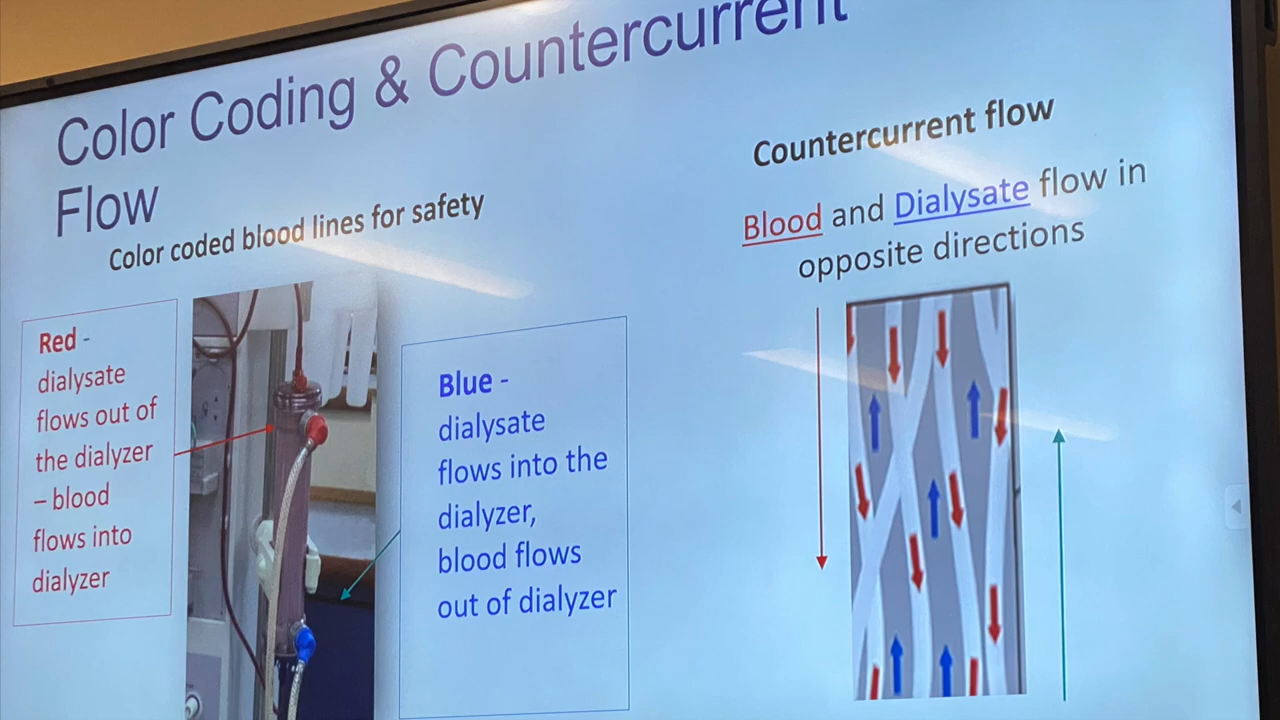 Color Coding & Countercurrent
Flow
Color coded blood lines for safety
Red -
dialysate
flows out of
the dialyzer
– blood
flows into
dialyzer
Blue -
dialysate
flows into the
dialyzer,
blood flows
out of dialyzer
Countercurrent flow
Blood and Dialysate flow in
opposite directions